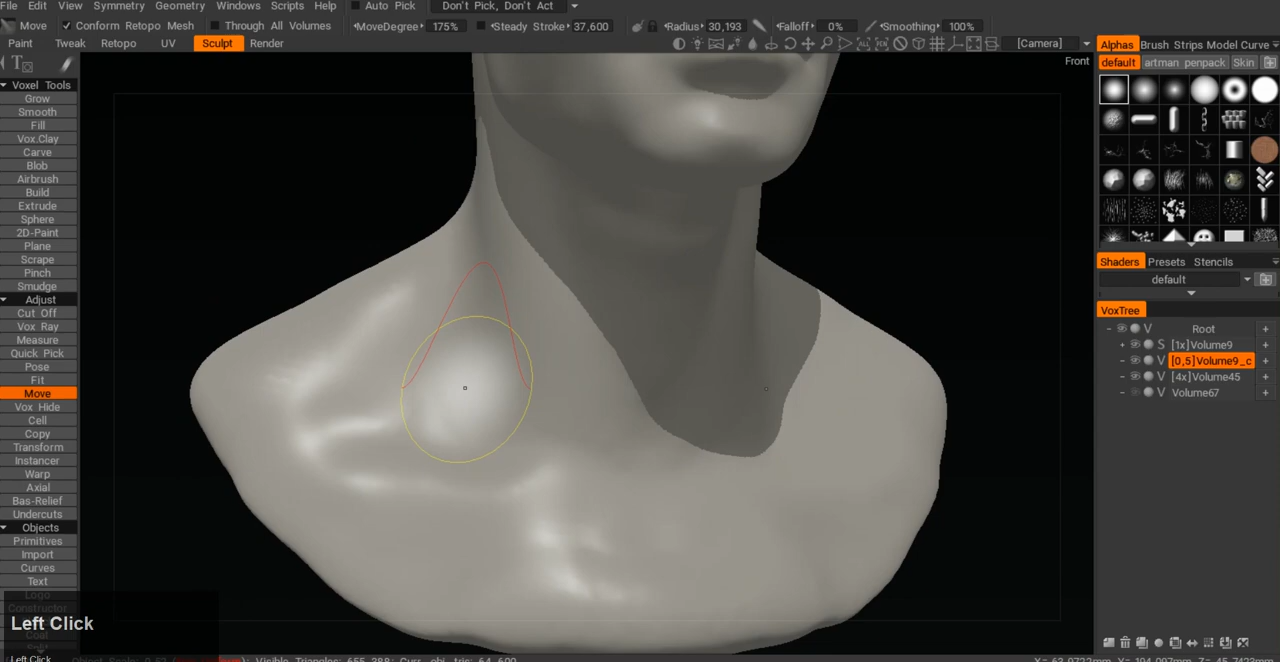 File Edit View Symmetry Geometry Windows Scripts Help Auto Pick Don't Pick, Don't Act
Move Conform Retopo Mesh Through All Volumes MoveDegree 175% Steady Stroke 37,600 Radius 30,193 Falloff 0% Smoothing 100%
Paint Tweak Retopo UV Sculpt Render [Camera]
Front
Voxel Tools
Grow
Smooth
Fill
Vox.Clay
Carve
Blob
Airbrush
Build
Extrude
Sphere
2D-Paint
Plane
Scrape
Pinch
Smudge
Adjust
Cut Off
Vox Ray
Measure
Quick Pick
Pose
Fit
Move
Vox Hide
Cell
Copy
Transform
Instancer
Warp
Axial
Bas-Relief
Undercuts
Objects
Primitives
Import
Curves
Text
Logo
Constructor
Left Click
Coat
Left Click
Alphas Brush Strips Model Curve
default artman penpack Skin
Shaders Presets Stencils
default
VoxTree
V Root +
S [1x]Volume9 +
V [0,5]Volume9_c +
V [4x]Volume45 +
V Volume67 +